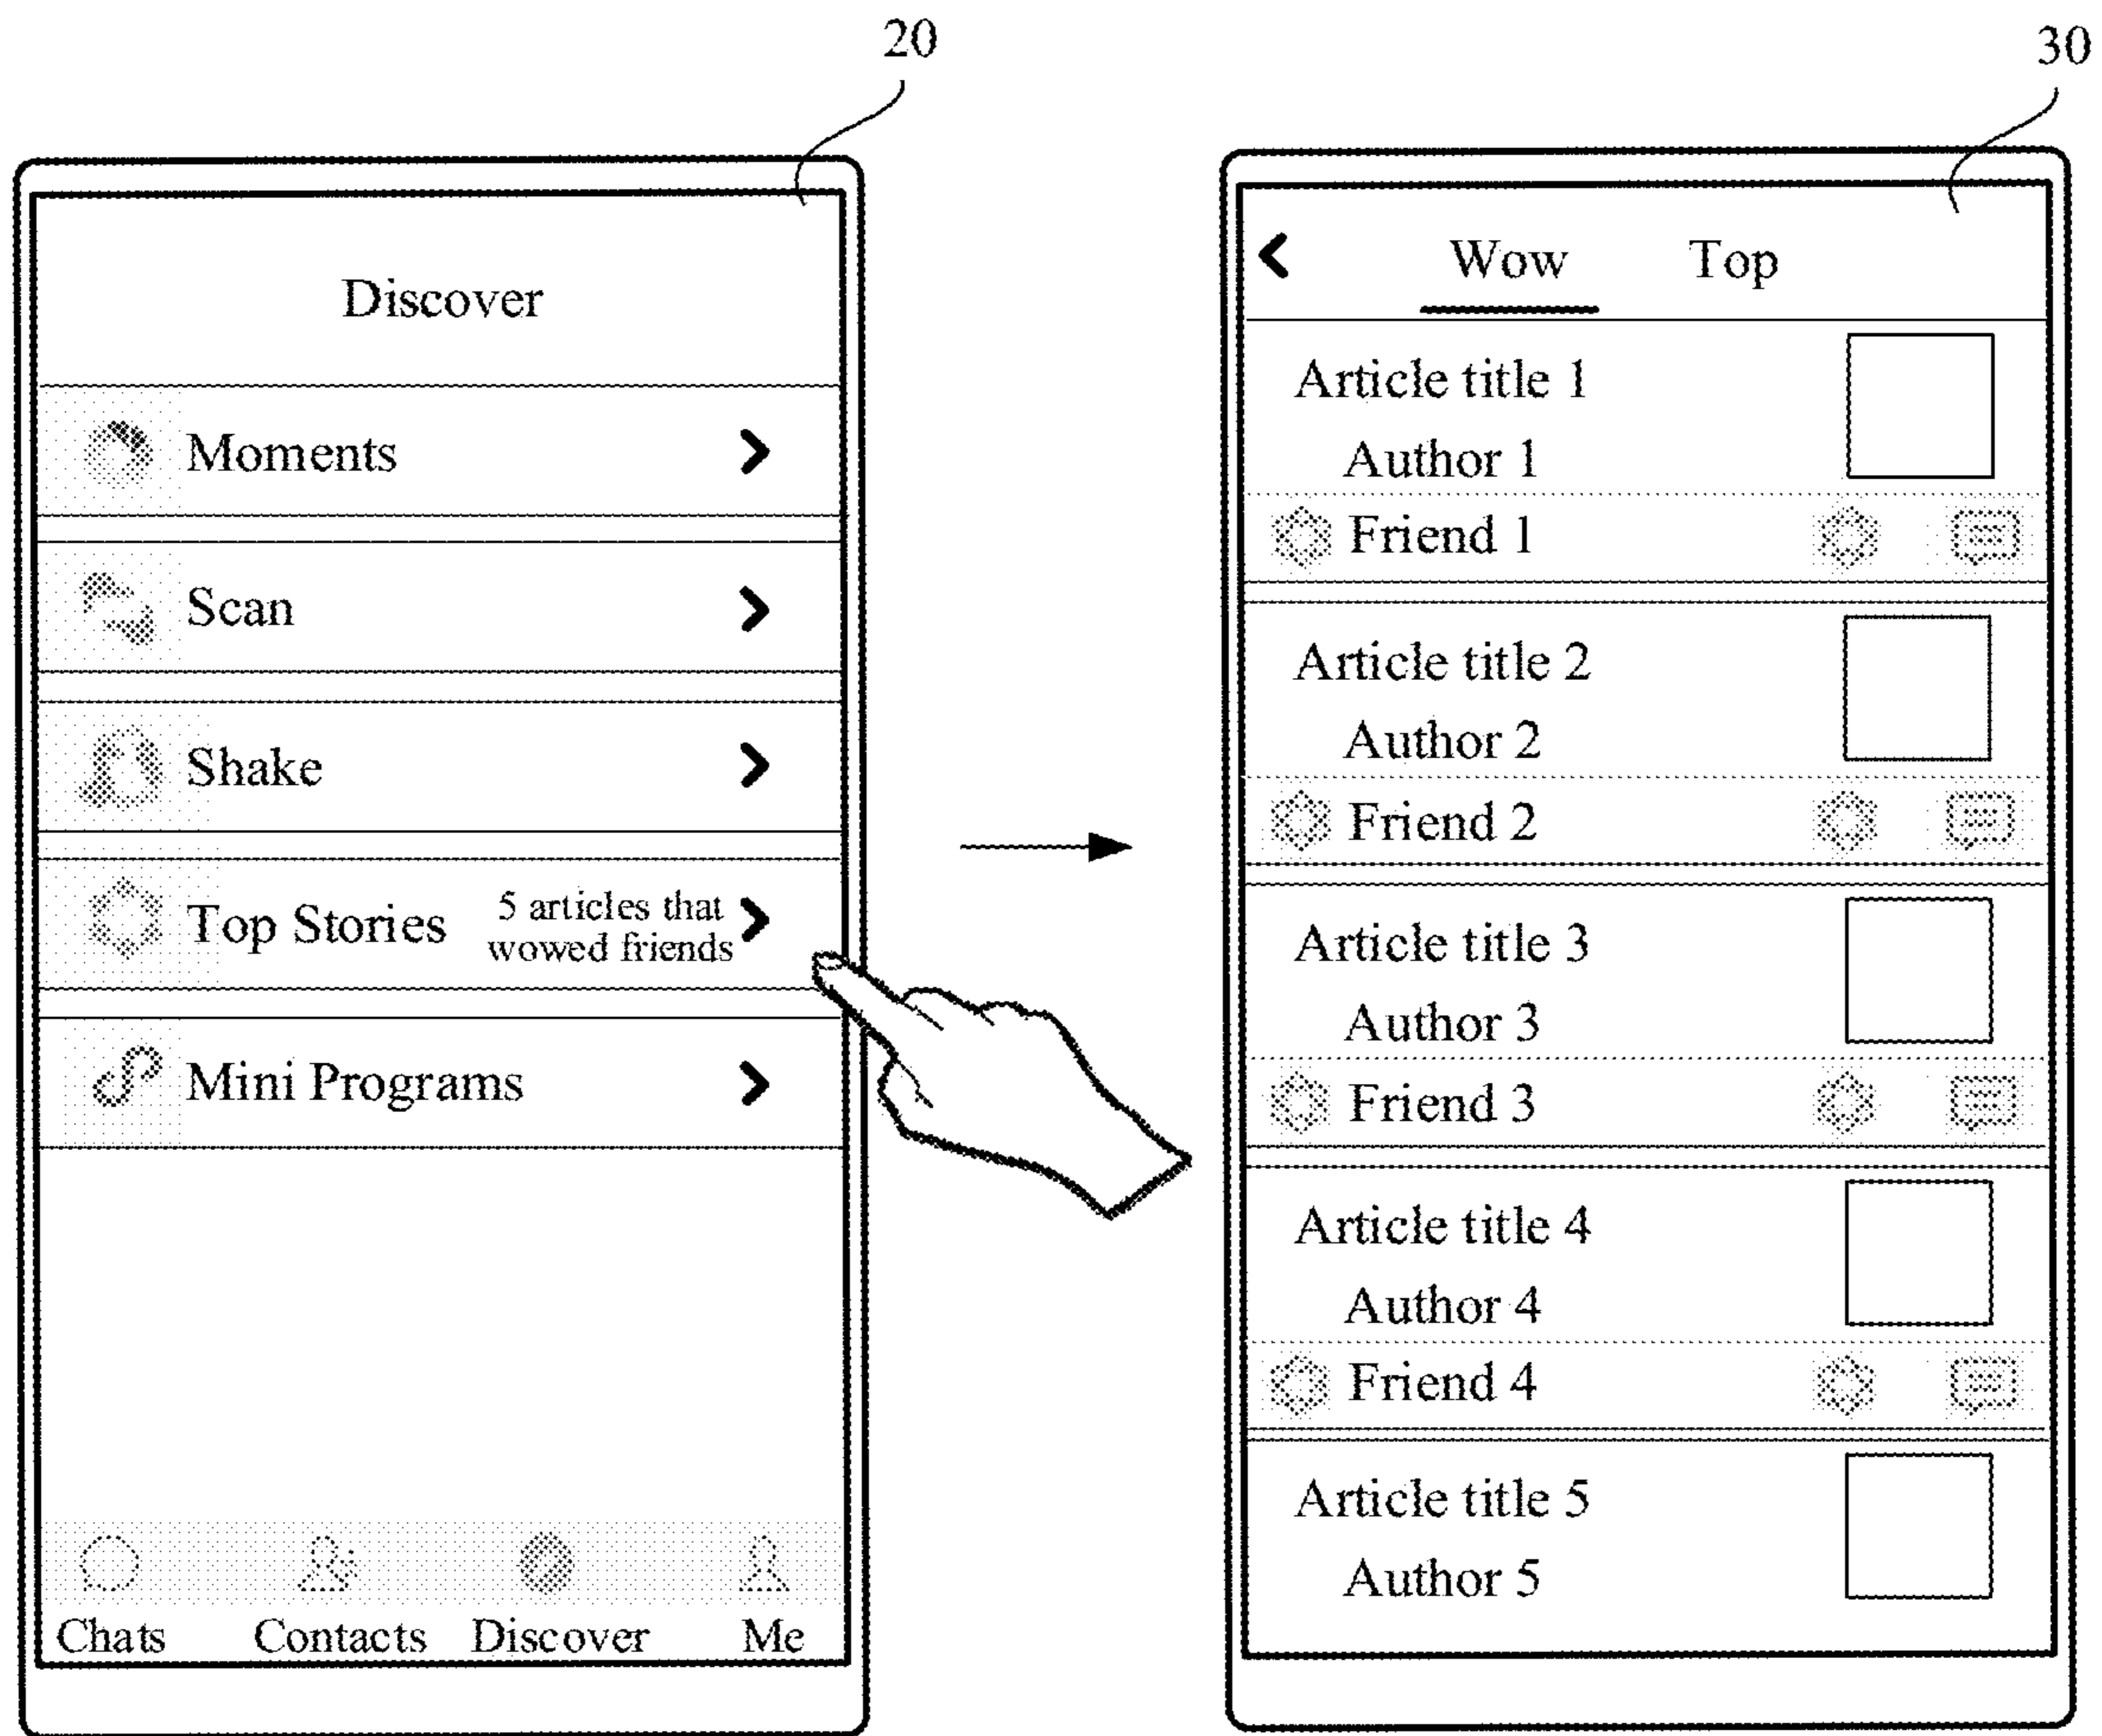 20
Discover
Moments
Scan
Shake
Top Stories
5 articles that
wowed friends
Mini Programs
Chats
Contacts
Discover
Me
30
Wow
Top
Article title 1
Author 1
Friend 1
Article title 2
Author 2
Friend 2
Article title 3
Author 3
Friend 3
Article title 4
Author 4
Friend 4
Article title 5
Author 5